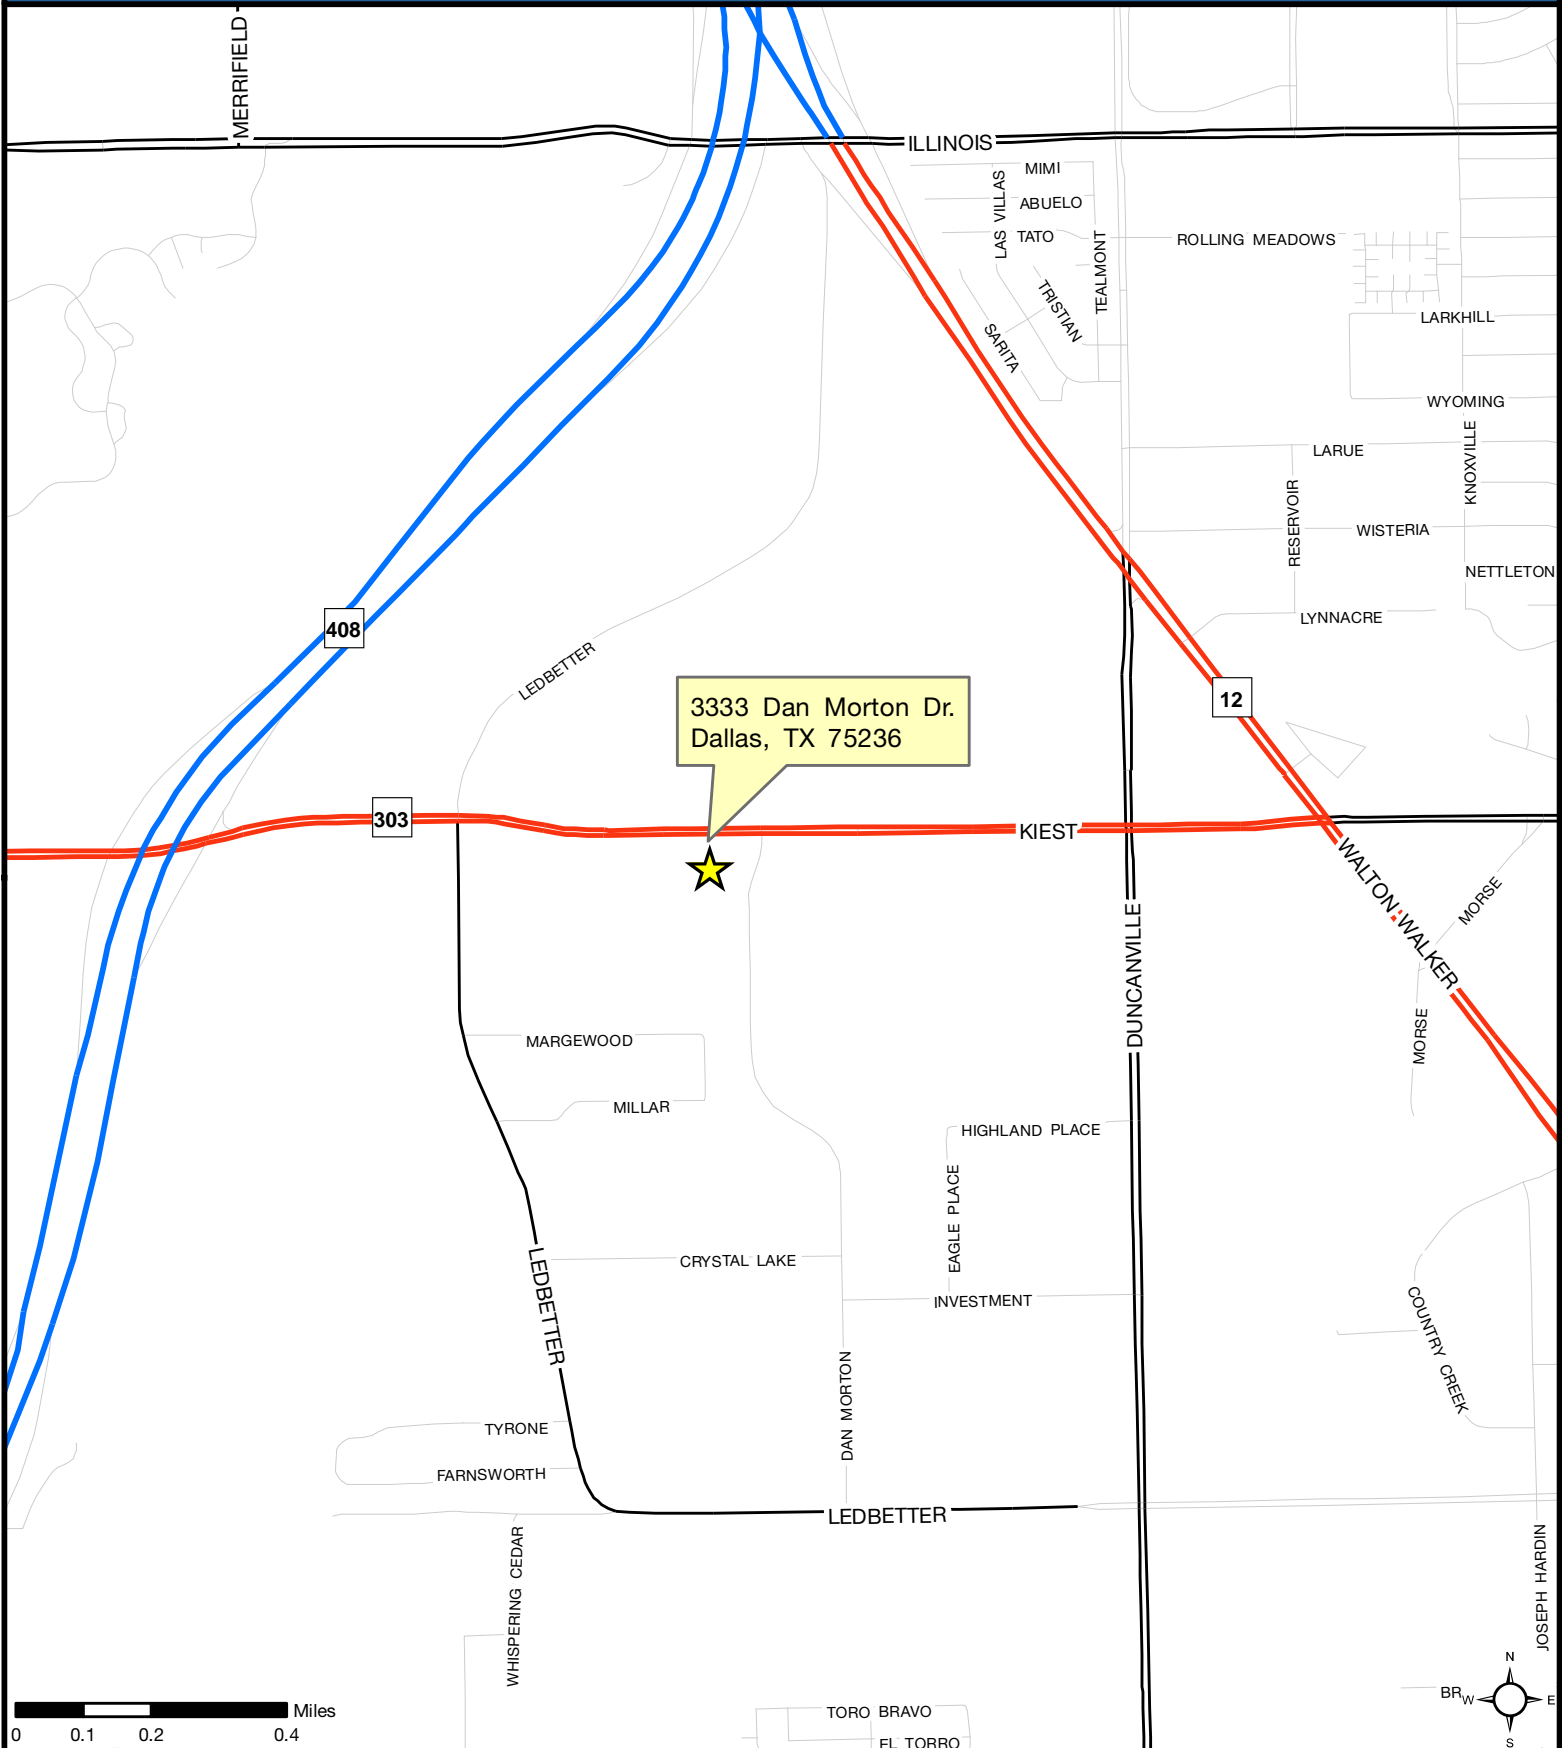 MERRIFIELD
ILLINOIS
MIMI
LAS VILLAS
ABUELO
TATO
TEALMONT
ROLLING MEADOWS
TRISTIAN
SARITA
LARKHILL
WYOMING
KNOXVILLE
LARUE
RESERVOIR
WISTERIA
NETTLETON
LYNNACRE
408
LEDBETTER
12
3333 Dan Morton Dr.
Dallas, TX 75236
303
KIEST
WALTON WALKER
MORSE
DUNCANVILLE
MORSE
MARGEWOOD
MILLAR
HIGHLAND PLACE
EAGLE PLACE
LEDBETTER
CRYSTAL LAKE
INVESTMENT
COUNTRY CREEK
DAN MORTON
TYRONE
FARNSWORTH
LEDBETTER
WHISPERING CEDAR
JOSEPH HARDIN
N
BR
W
E
S
Miles
0 0.1 0.2 0.4
TORO BRAVO
EL TORRO